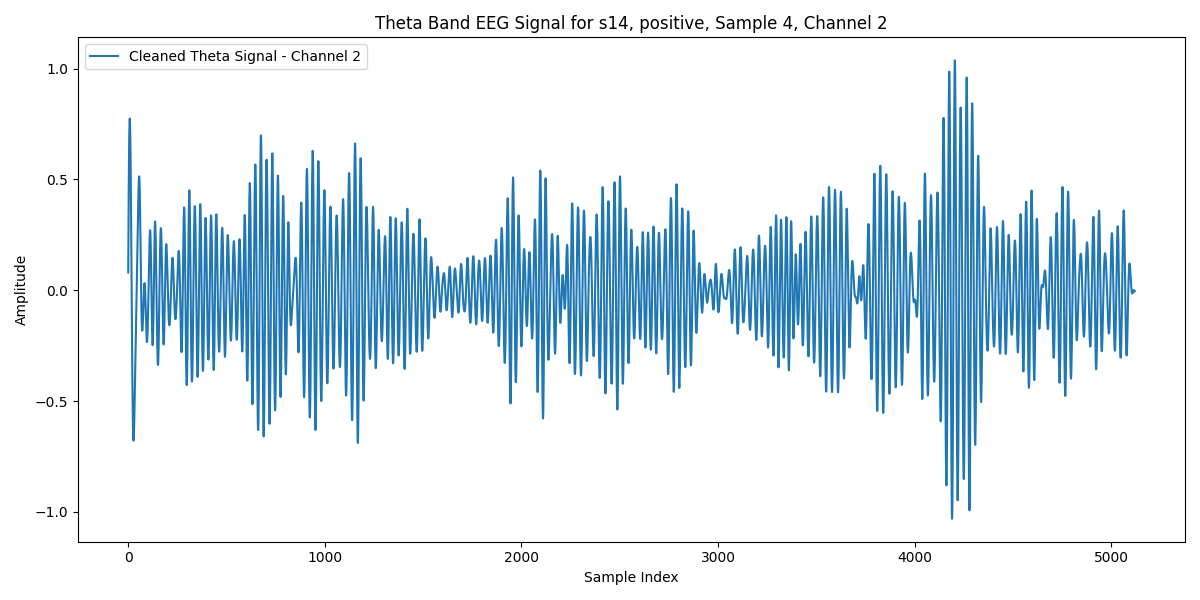 Theta Band EEG Signal for s14, positive, Sample 4, Channel 2
Cleaned Theta Signal - Channel 2
1.0
0.5
0.0
−0.5
−1.0
Amplitude
0 1000 2000 3000 4000 5000
Sample Index